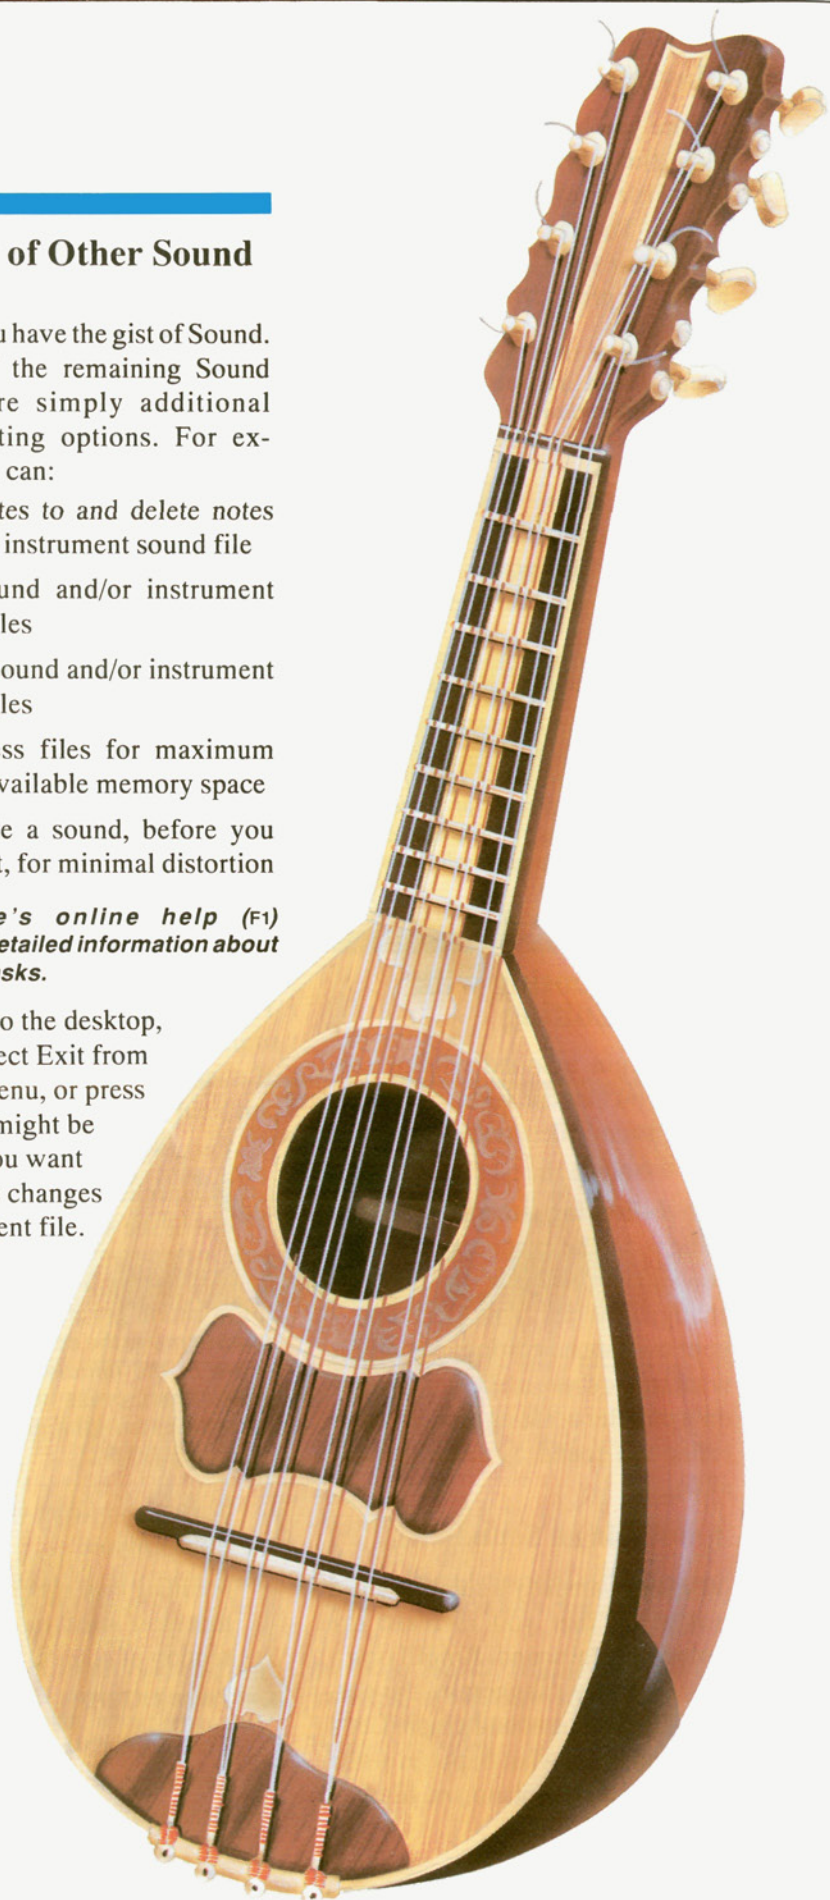 of Other Sound
u have the gist of Sound.
the remaining Sound
re simply additional
ting options. For ex-
can:
tes to and delete notes
instrument sound file
und and/or instrument
les
ound and/or instrument
les
ss files for maximum
vailable memory space
e a sound, before you
t, for minimal distortion
e's online help (F1)
etailed information about
sks.
o the desktop,
ect Exit from
enu, or press
might be
ou want
changes
ent file.